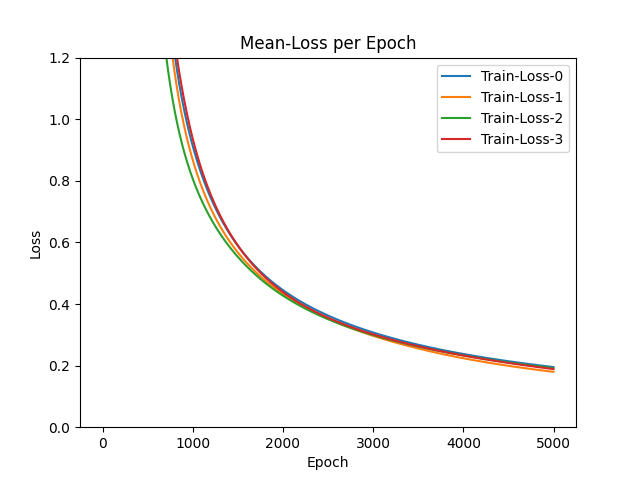 Mean-Loss per Epoch
Loss
1.2
1.0
0.8
0.6
0.4
0.2
0.0
Train-Loss-0
Train-Loss-1
Train-Loss-2
Train-Loss-3
0 1000 2000 3000 4000 5000
Epoch